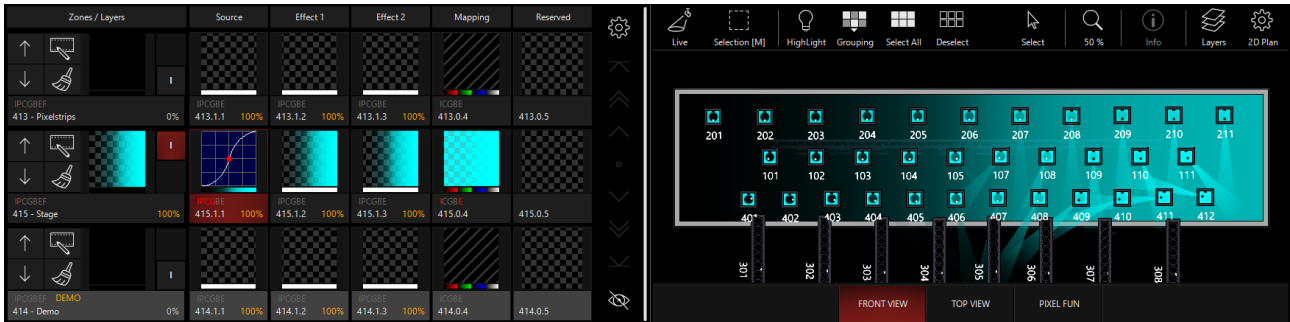 Zones / Layers Source Effect 1 Effect 2 Mapping Reserved
IPCGBEF IPCGBE IPCGBE IPCGBE ICGBE
413 - Pixelstrips 0% 413.1.1 100% 413.1.2 100% 413.1.3 100% 413.0.4 413.0.5
IPCGBEF IPCGBE IPCGBE IPCGBE ICGBE
415 - Stage 100% 415.1.1 100% 415.1.2 100% 415.1.3 100% 415.0.4 415.0.5
IPCGBEF DEMO IPCGBE IPCGBE IPCGBE ICGBE
414 - Demo 0% 414.1.1 100% 414.1.2 100% 414.1.3 100% 414.0.4 414.0.5
Live Selection [M] HighLight Grouping Select All Deselect Select 50 % Info Layers 2D Plan
201 202 203 204 205 206 207 208 209 210 211
101 102 103 104 105 107 108 109 110 111
401 402 403 404 405 406 407 408 409 410 411 412
301 302 303 304 305 306 307 308
FRONT VIEW TOP VIEW PIXEL FUN